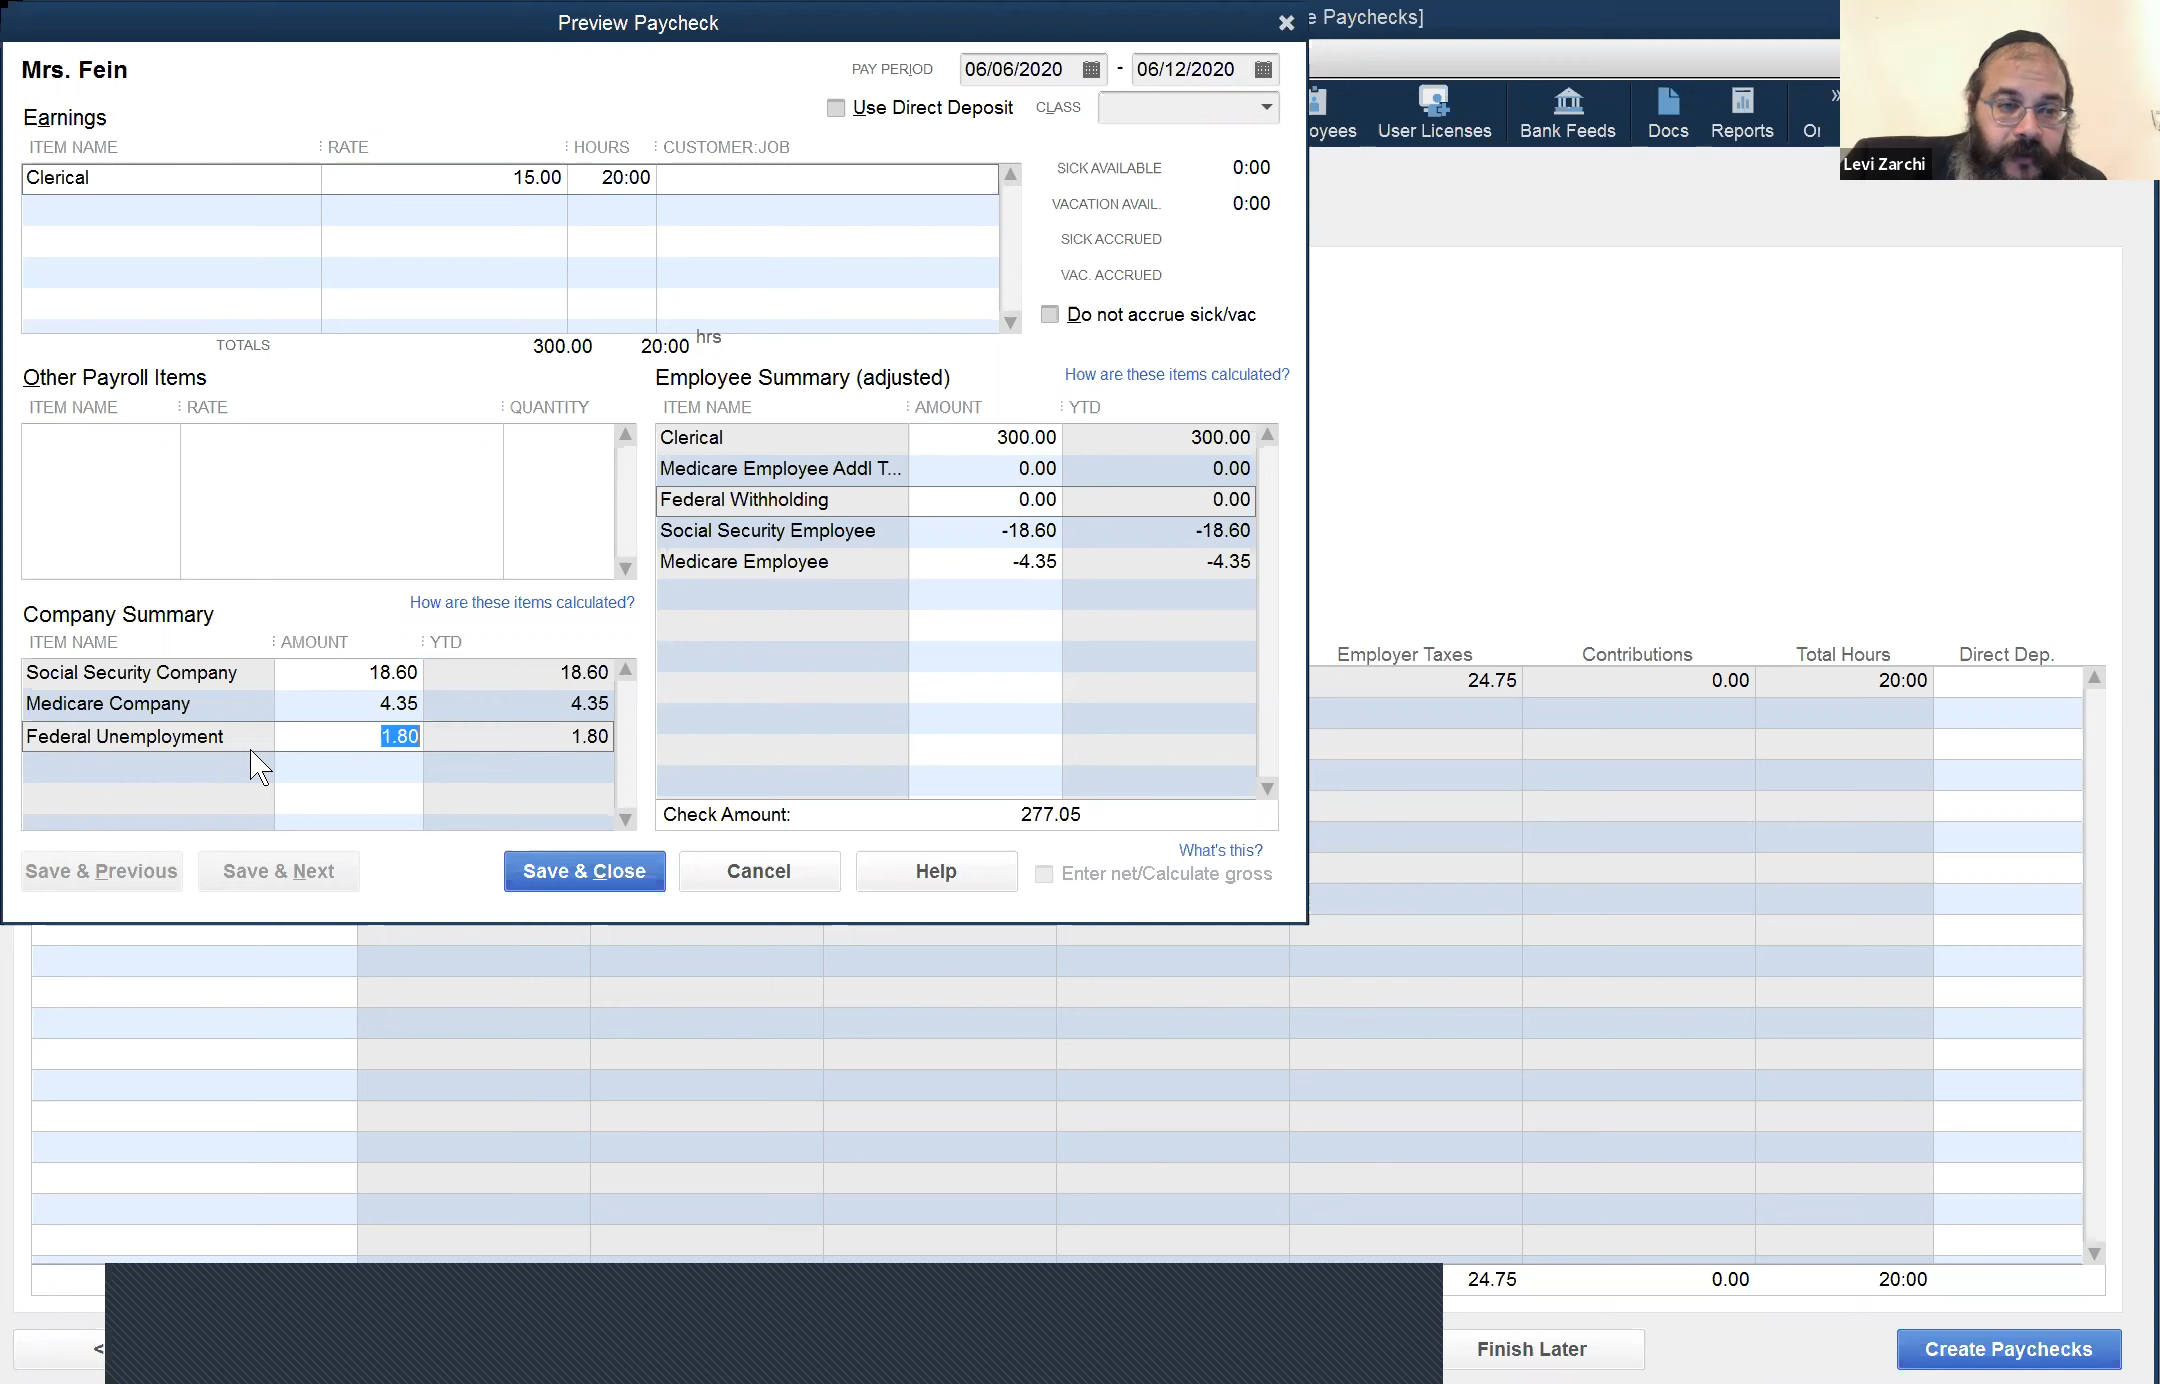 Preview Paycheck
e Paychecks]
Mrs. Fein
PAY PERIOD 06/06/2020 - 06/12/2020
Use Direct Deposit CLASS
oyees User Licenses Bank Feeds Docs Reports »
Levi Zarchi
Earnings
ITEM NAME RATE HOURS CUSTOMER:JOB
Clerical 15.00 20:00
SICK AVAILABLE 0:00
VACATION AVAIL. 0:00
SICK ACCRUED
VAC. ACCRUED
Do not accrue sick/vac
TOTALS 300.00 20:00 hrs
Other Payroll Items
ITEM NAME RATE QUANTITY
Employee Summary (adjusted) How are these items calculated?
ITEM NAME AMOUNT YTD
Clerical 300.00 300.00
Medicare Employee Addl T... 0.00 0.00
Federal Withholding 0.00 0.00
Social Security Employee -18.60 -18.60
Medicare Employee -4.35 -4.35
Check Amount: 277.05
Company Summary How are these items calculated?
ITEM NAME AMOUNT YTD
Social Security Company 18.60 18.60
Medicare Company 4.35 4.35
Federal Unemployment 1.80 1.80
What's this?
Save & Previous Save & Next Save & Close Cancel Help Enter net/Calculate gross
Employer Taxes Contributions Total Hours Direct Dep.
24.75 0.00 20:00
24.75 0.00 20:00
< Finish Later Create Paychecks